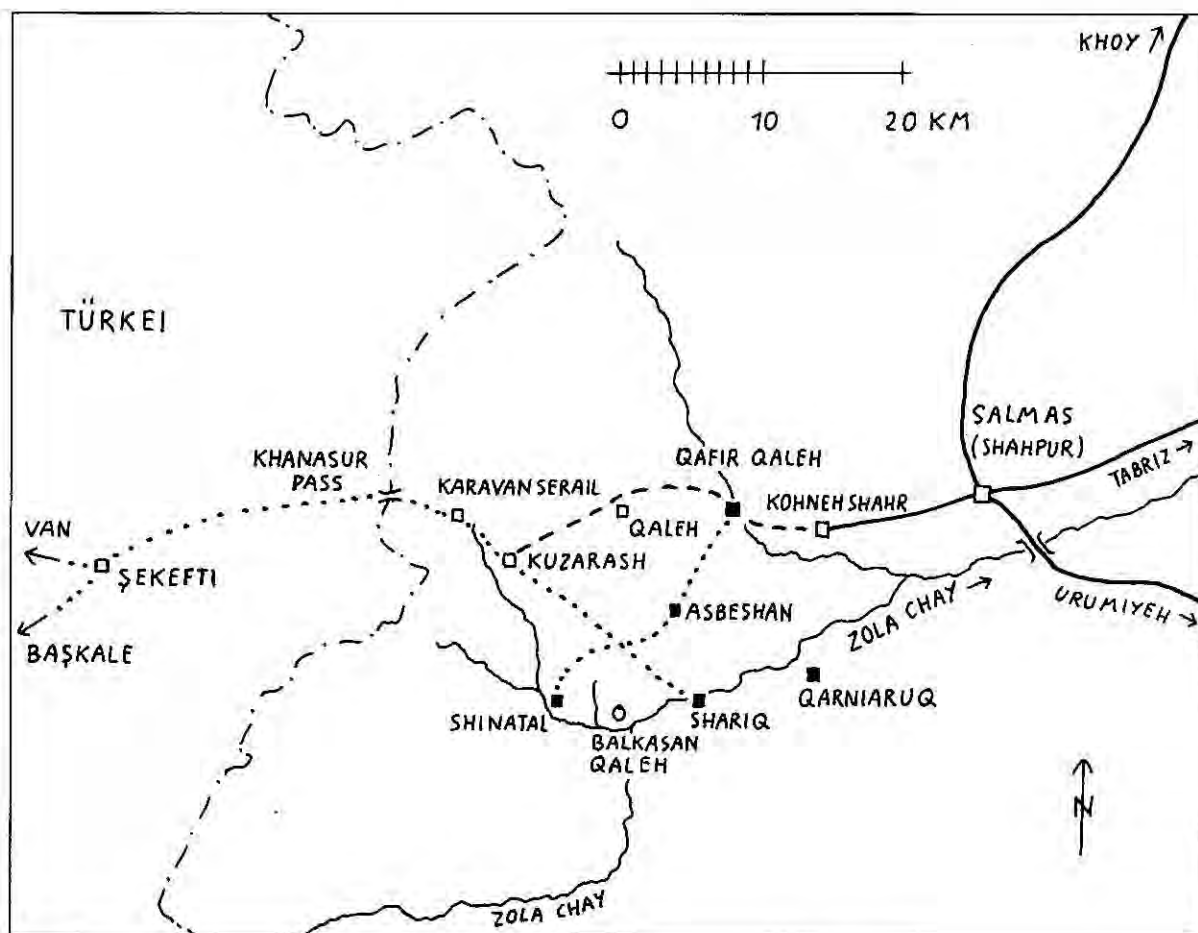 KHOY
0 10 20 KM
TÜRKEI
ŞALMAS
(SHAHPUR)
TABRIZ
KHANASUR
PASS
KARAVANSERAIL
QAFIR QALEH
KOHNEH SHAHR
QALEH
VAN
ŞEKEFTI
KUZARASH
BAŞKALE
ASBESHAN
ZOLA CHAY
URUMIYEH
SHINATAL
SHARIQ
QARNIARUQ
BALKASAN
QALEH
N
ZOLA CHAY